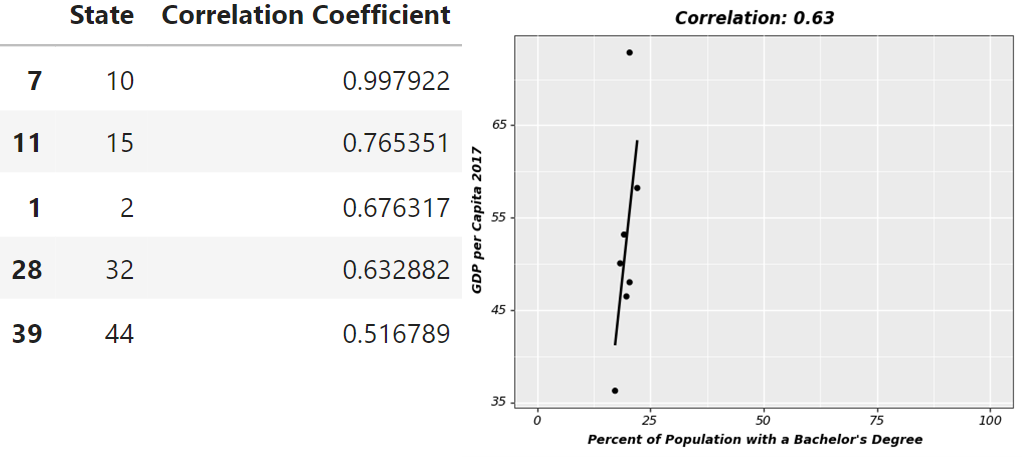 State Correlation Coefficient
7 10 0.997922
11 15 0.765351
1 2 0.676317
28 32 0.632882
39 44 0.516789
Correlation: 0.63
GDP per Capita 2017
65
55
45
35
0 25 50 75 100
Percent of Population with a Bachelor's Degree